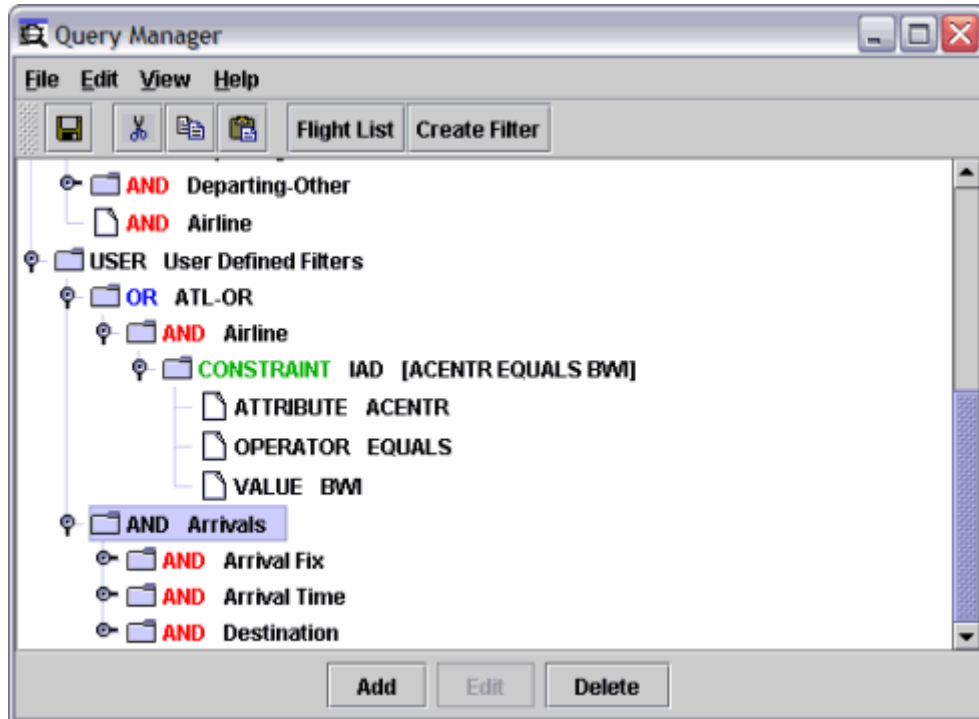 Query Manager
File Edit View Help
Flight List Create Filter
AND Departing-Other
AND Airline
USER User Defined Filters
OR ATL-OR
AND Airline
CONSTRAINT IAD [ACENTR EQUALS BWI]
ATTRIBUTE ACENTR
OPERATOR EQUALS
VALUE BWI
AND Arrivals
AND Arrival Fix
AND Arrival Time
AND Destination
Add Edit Delete